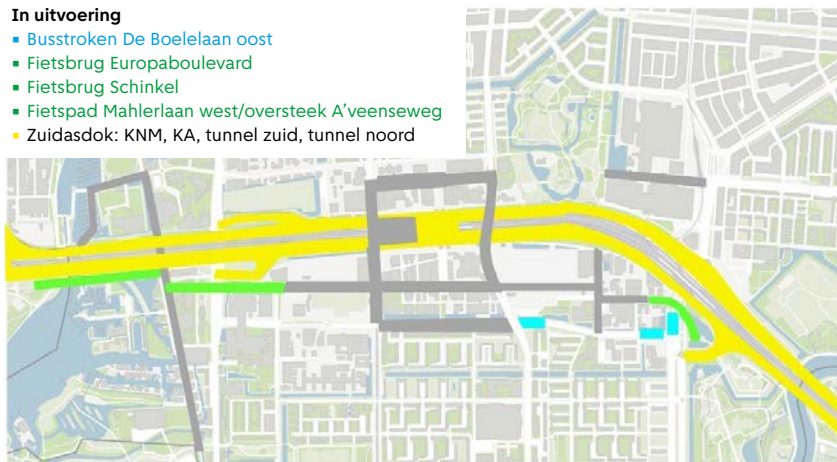 In uitvoering
▪ Busstroken De Boelelaan oost
▪ Fietsbrug Europaboulevard
▪ Fietsbrug Schinkel
▪ Fietspad Mahlerlaan west/oversteek A'veenseweg
▪ Zuidasdok: KNM, KA, tunnel zuid, tunnel noord